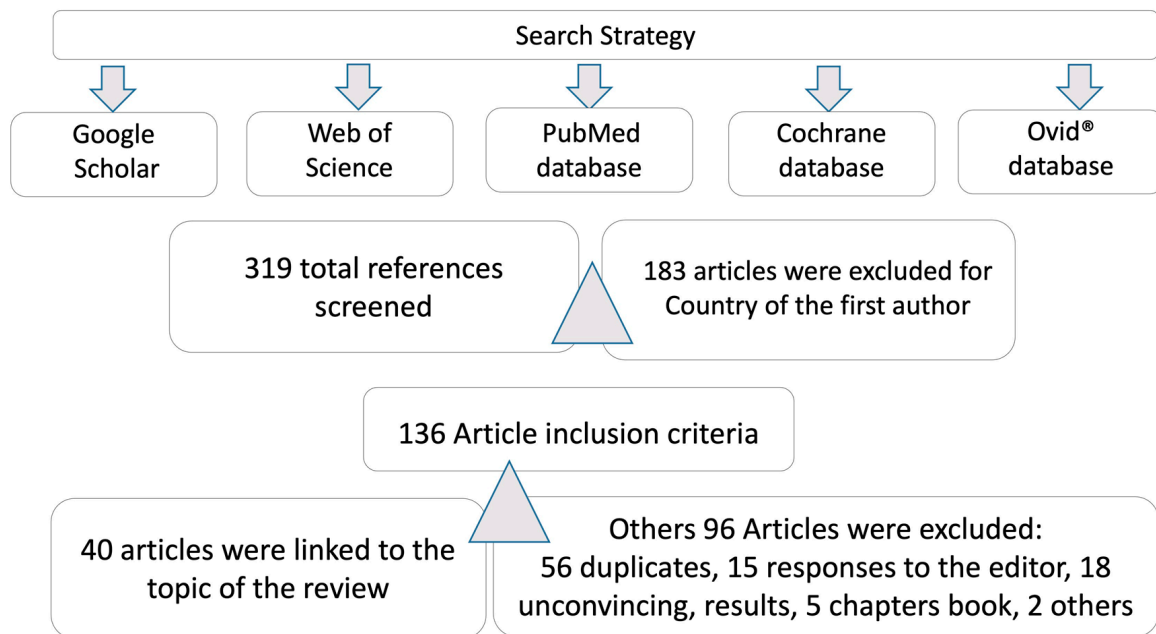 Search Strategy
Google
Scholar
Web of
Science
PubMed
database
Cochrane
database
Ovid®
database
319 total references
screened
183 articles were excluded for
Country of the first author
136 Article inclusion criteria
40 articles were linked to the
topic of the review
Others 96 Articles were excluded:
56 duplicates, 15 responses to the editor, 18
unconvincing, results, 5 chapters book, 2 others